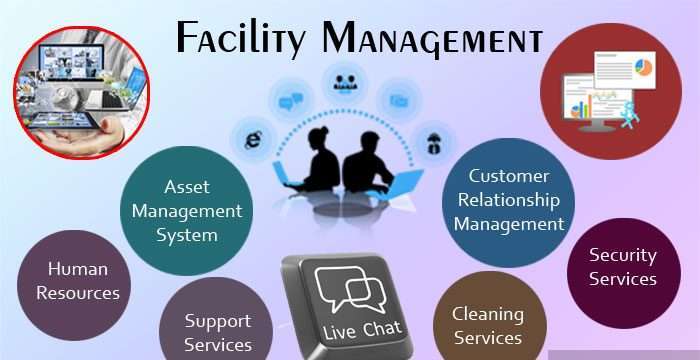 Facility Management
Asset
Management
System
Customer
Relationship
Management
Human
Resources
Security
Services
Support
Services
Live Chat
Cleaning
Services